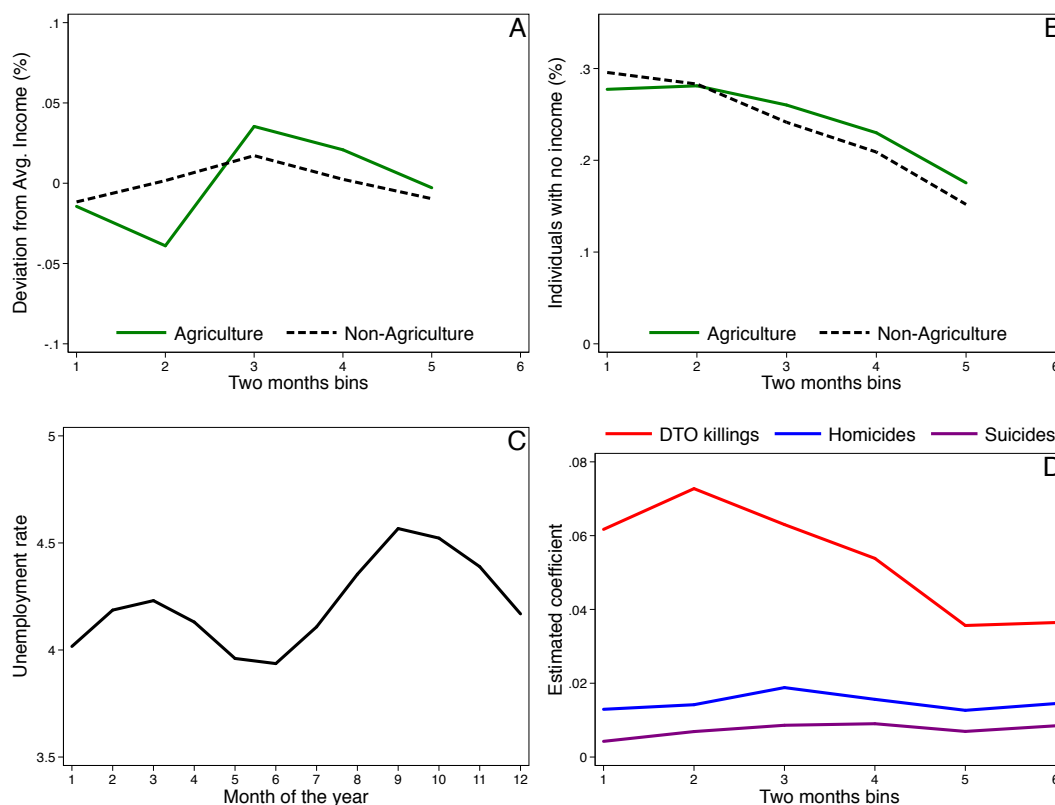 A
Deviation from Avg. Income (%)
.1
.05
0
-.05
-.1
Agriculture
Non-Agriculture
1 2 3 4 5 6
Two months bins
B
Individuals with no income (%)
.3
.2
.1
0
Agriculture
Non-Agriculture
1 2 3 4 5 6
Two months bins
C
Unemployment rate
5
4.5
4
3.5
1 2 3 4 5 6 7 8 9 10 11 12
Month of the year
DTO killings Homicides Suicides
D
Estimated coefficient
.08
.06
.04
.02
0
1 2 3 4 5 6
Two months bins